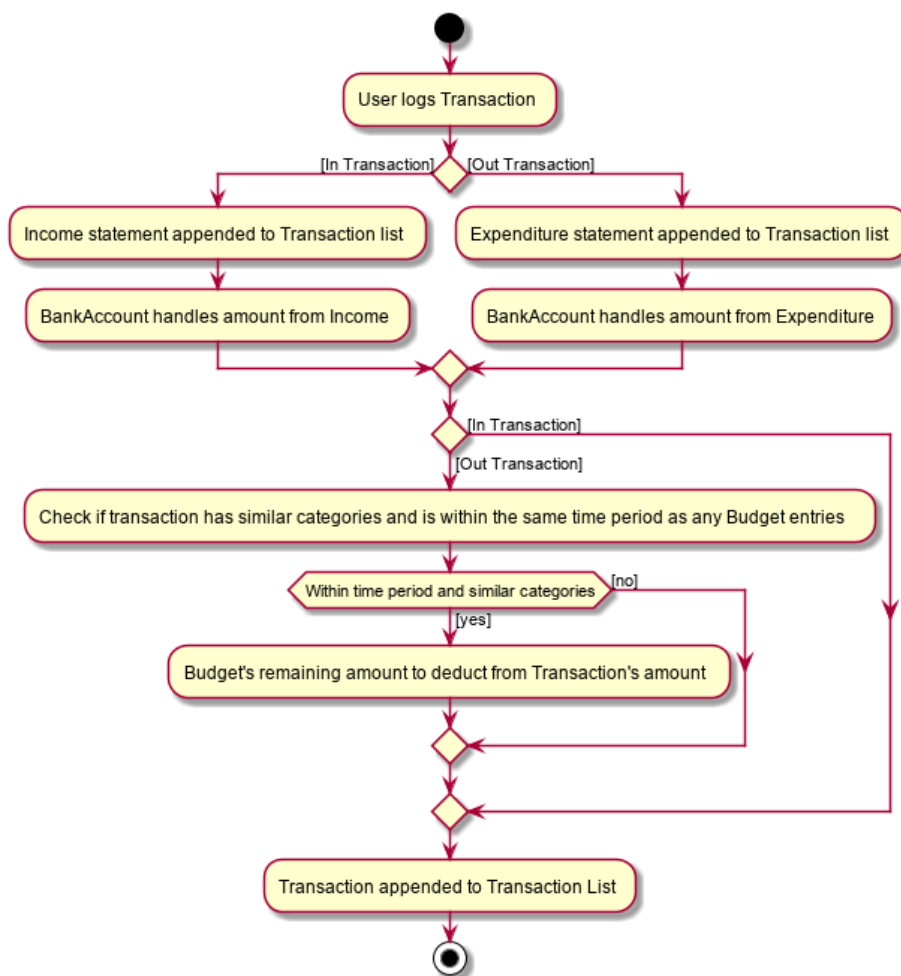 User logs Transaction
[In Transaction]
[Out Transaction]
Income statement appended to Transaction list
Expenditure statement appended to Transaction list
BankAccount handles amount from Income
BankAccount handles amount from Expenditure
[In Transaction]
[Out Transaction]
Check if transaction has similar categories and is within the same time period as any Budget entries
Within time period and similar categories
[no]
[yes]
Budget's remaining amount to deduct from Transaction's amount
Transaction appended to Transaction List